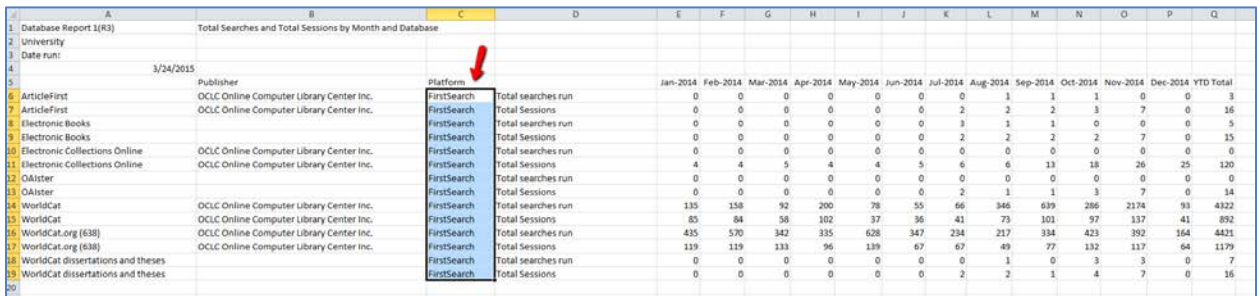 A B C D E F G H I J K L M N O P Q
1 Database Report 1(R3) Total Searches and Total Sessions by Month and Database
2 University
3 Date run:
4 3/24/2015
5 Publisher Platform Jan-2014 Feb-2014 Mar-2014 Apr-2014 May-2014 Jun-2014 Jul-2014 Aug-2014 Sep-2014 Oct-2014 Nov-2014 Dec-2014 YTD Total
6 ArticleFirst OCLC Online Computer Library Center Inc. FirstSearch Total searches run 0 0 0 0 0 0 0 1 1 1 0 0 3
7 ArticleFirst OCLC Online Computer Library Center Inc. FirstSearch Total Sessions 0 0 0 0 0 0 2 2 2 3 7 0 16
8 Electronic Books FirstSearch Total searches run 0 0 0 0 0 0 3 1 1 0 0 0 5
9 Electronic Books FirstSearch Total Sessions 0 0 0 0 0 0 2 2 2 2 7 0 15
10 Electronic Collections Online OCLC Online Computer Library Center Inc. FirstSearch Total searches run 0 0 0 0 0 0 0 0 0 0 0 0 0
11 Electronic Collections Online OCLC Online Computer Library Center Inc. FirstSearch Total Sessions 4 4 5 4 4 5 6 6 13 18 26 25 120
12 OAIster FirstSearch Total searches run 0 0 0 0 0 0 0 0 0 0 0 0 0
13 OAIster FirstSearch Total Sessions 0 0 0 0 0 0 2 1 1 3 7 0 14
14 WorldCat OCLC Online Computer Library Center Inc. FirstSearch Total searches run 135 158 92 200 78 55 66 346 639 286 2174 93 4322
15 WorldCat OCLC Online Computer Library Center Inc. FirstSearch Total Sessions 85 84 58 102 37 36 41 73 101 97 137 41 892
16 WorldCat.org (638) OCLC Online Computer Library Center Inc. FirstSearch Total searches run 435 570 342 335 628 347 234 217 334 423 392 164 4421
17 WorldCat.org (638) OCLC Online Computer Library Center Inc. FirstSearch Total Sessions 119 119 133 96 139 67 67 49 77 132 117 64 1179
18 WorldCat dissertations and theses FirstSearch Total searches run 0 0 0 0 0 0 0 1 0 3 3 0 7
19 WorldCat dissertations and theses FirstSearch Total Sessions 0 0 0 0 0 0 2 2 1 4 7 0 16
20